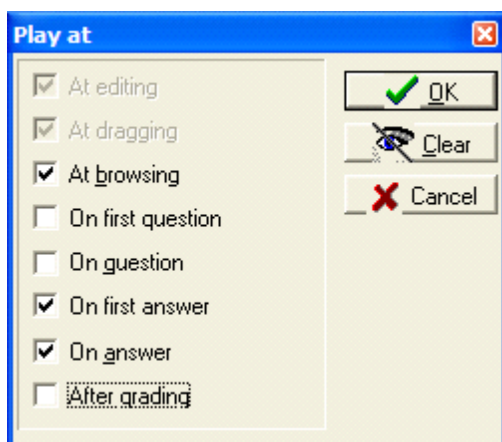 Play at
At editing
At dragging
At browsing
On first question
On guestion
On first answer
On answer
After grading
OK
Clear
Cancel